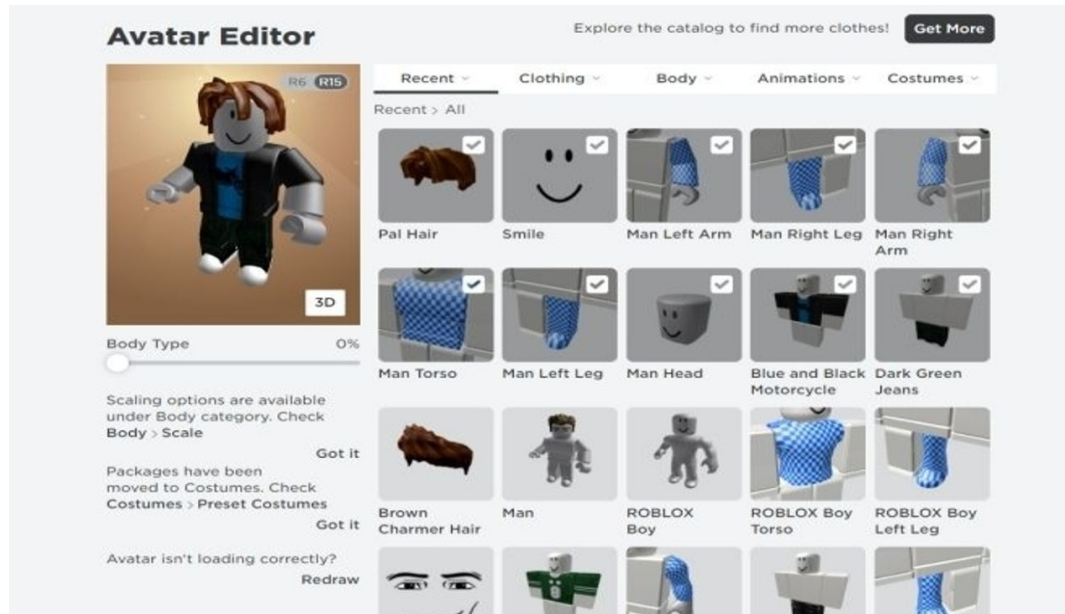 Avatar Editor
Explore the catalog to find more clothes!
Get More
R6 R15
3D
Body Type 0%
Scaling options are available
under Body category. Check
Body > Scale
Got it
Packages have been
moved to Costumes. Check
Costumes > Preset Costumes
Got it
Avatar isn't loading correctly?
Redraw
Recent Clothing Body Animations Costumes
Recent > All
Pal Hair
Smile
Man Left Arm
Man Right Leg
Man Right
Arm
Man Torso
Man Left Leg
Man Head
Blue and Black
Motorcycle
Dark Green
Jeans
Brown
Charmer Hair
Man
ROBLOX
Boy
ROBLOX Boy
Torso
ROBLOX Boy
Left Leg